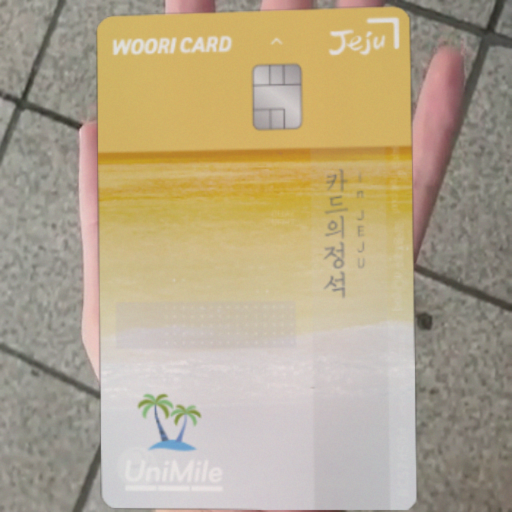 WOORI CARD
Jeju
카드의정석
in JEJU
UniMile